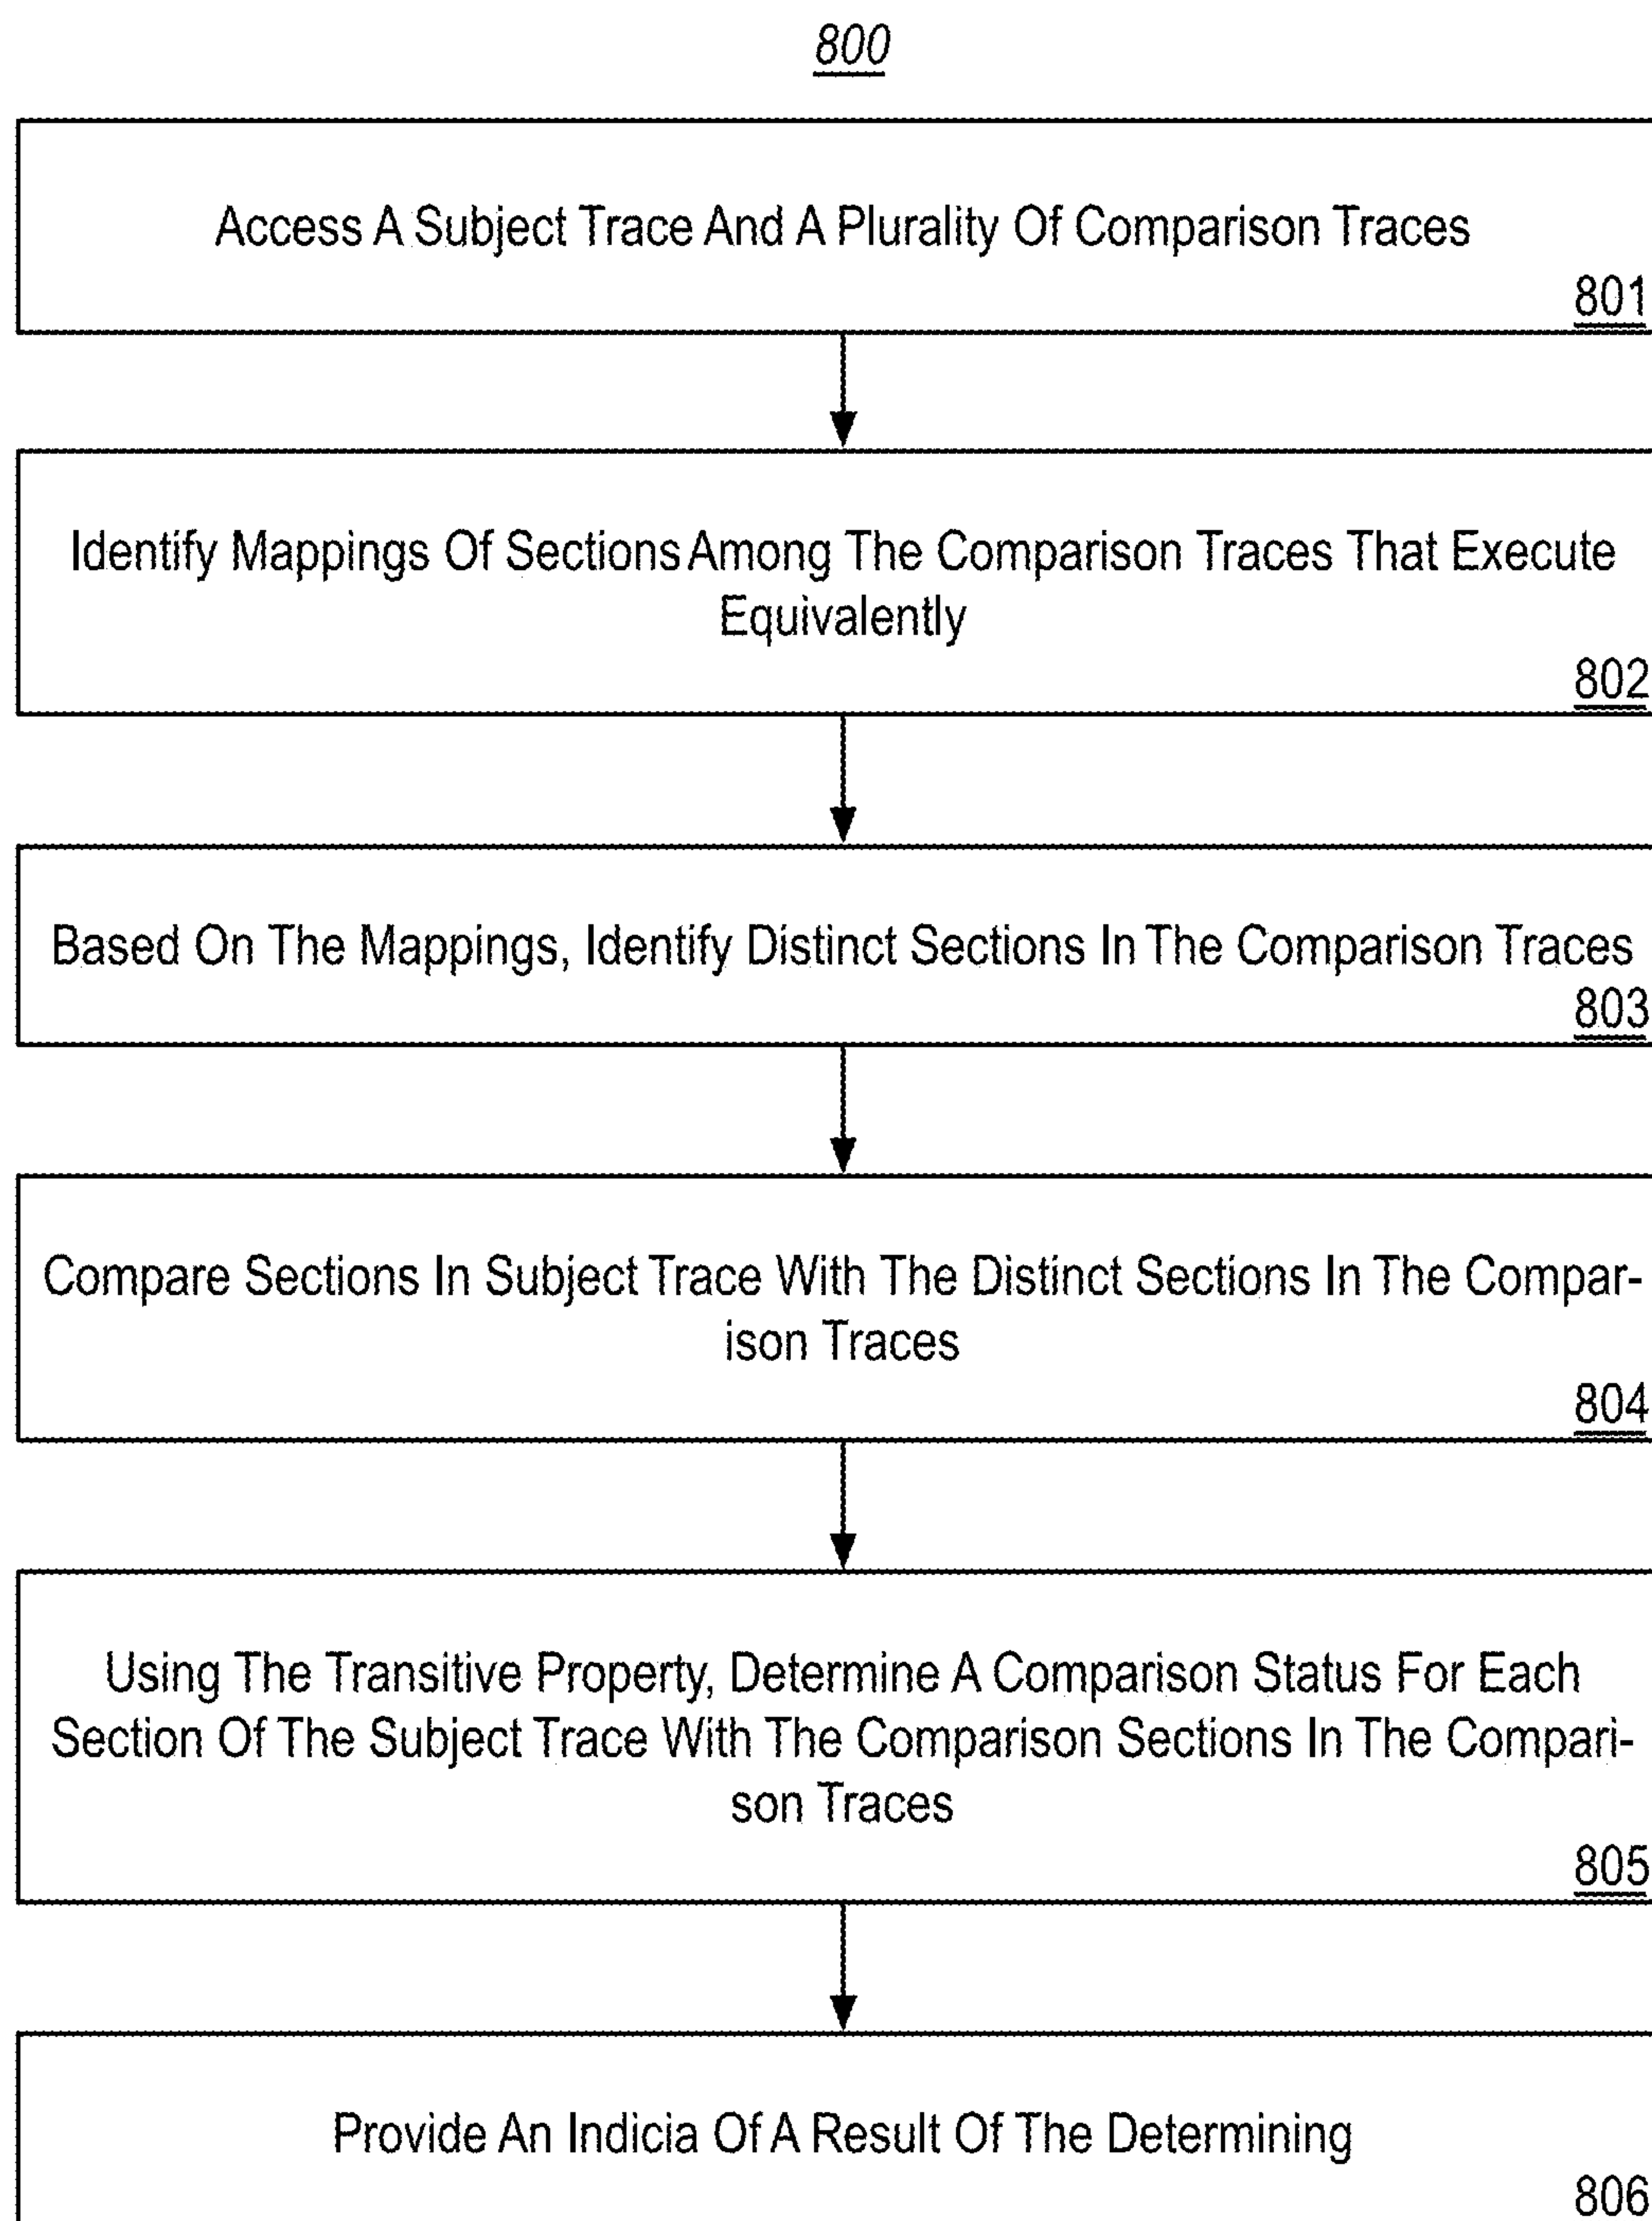 800
Access A Subject Trace And A Plurality Of Comparison Traces
801
Identify Mappings Of Sections Among The Comparison Traces That Execute
Equivalently
802
Based On The Mappings, Identify Distinct Sections In The Comparison Traces
803
Compare Sections In Subject Trace With The Distinct Sections In The Compar-
ison Traces
804
Using The Transitive Property, Determine A Comparison Status For Each
Section Of The Subject Trace With The Comparison Sections In The Compari-
son Traces
805
Provide An Indicia Of A Result Of The Determining
806